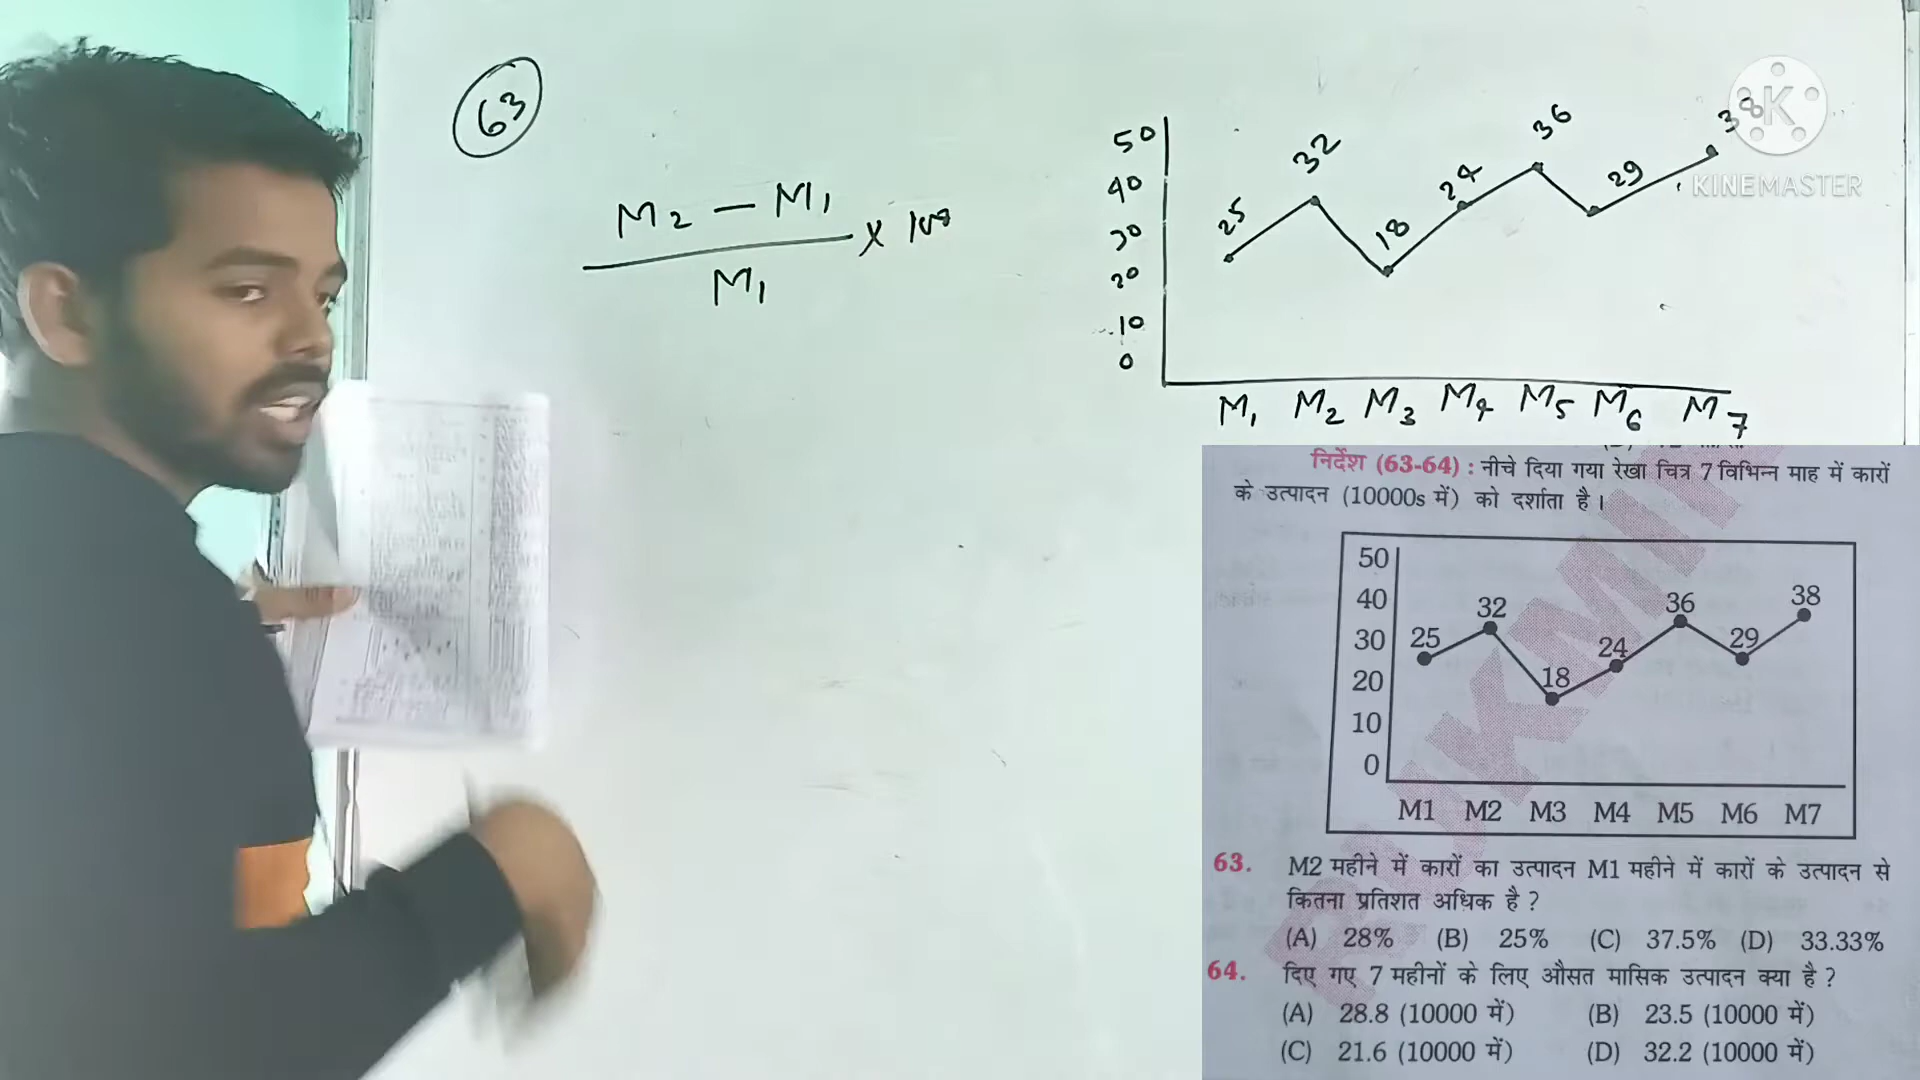 63
M2 – M1
M1
X 100
50
40
30
20
10
0
25
32
18
24
36
29
38
M1 M2 M3 M4 M5 M6 M7
K
KINEMASTER
निर्देश (63-64) : नीचे दिया गया रेखा चित्र 7 विभिन्न माह में कारों
के उत्पादन (10000s में) को दर्शाता है।
50
40
30
20
10
0
25
32
18
24
36
29
38
M1 M2 M3 M4 M5 M6 M7
63. M2 महीने में कारों का उत्पादन M1 महीने में कारों के उत्पादन से
कितना प्रतिशत अधिक है ?
(A) 28% (B) 25% (C) 37.5% (D) 33.33%
64. दिए गए 7 महीनों के लिए औसत मासिक उत्पादन क्या है ?
(A) 28.8 (10000 में) (B) 23.5 (10000 में)
(C) 21.6 (10000 में) (D) 32.2 (10000 में)